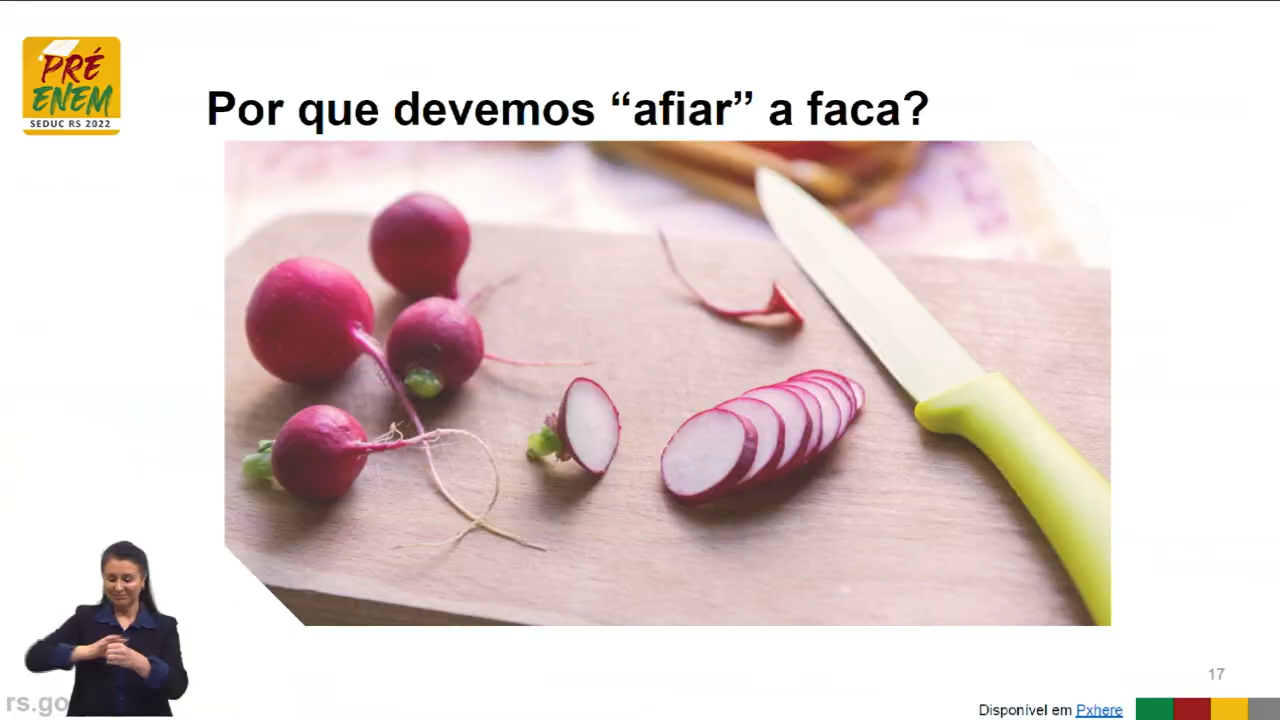 PRÉ
ENEM
SEDUC RS 2022
Por que devemos “afiar” a faca?
17
rs.go
Disponível em Pxhere